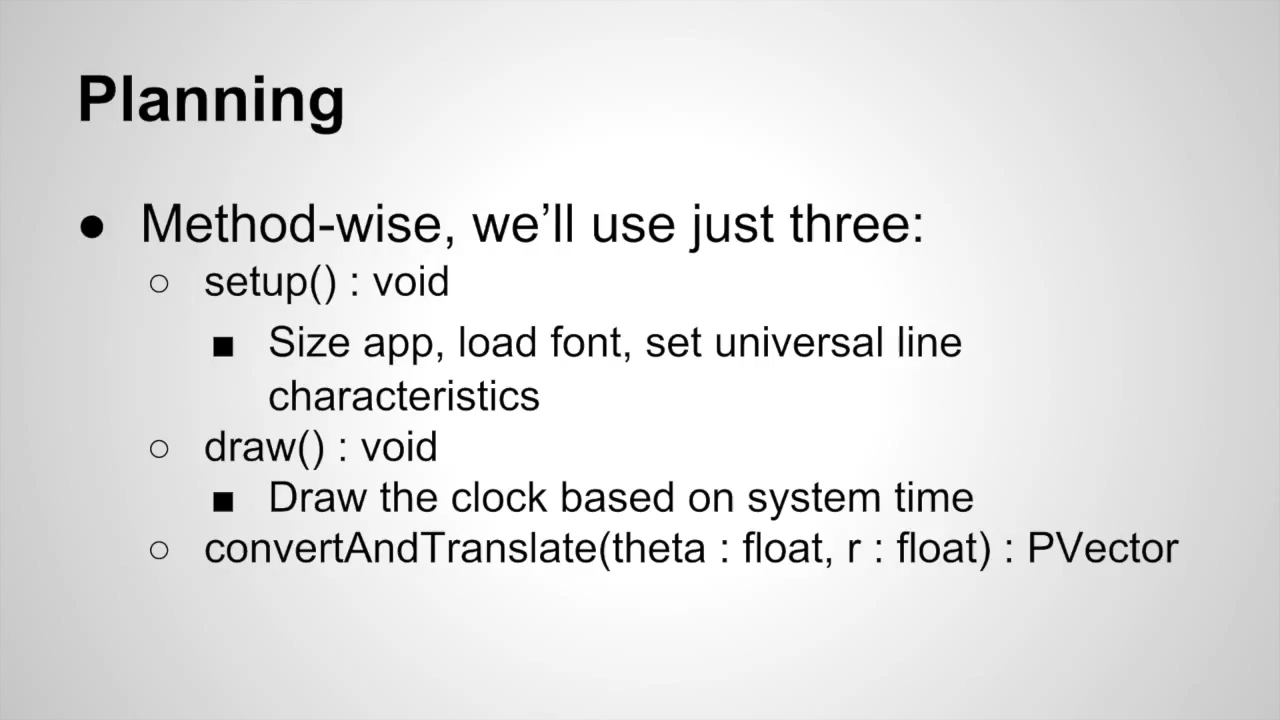 Planning
● Method-wise, we’ll use just three:
○ setup() : void
■ Size app, load font, set universal line
characteristics
○ draw() : void
■ Draw the clock based on system time
○ convertAndTranslate(theta : float, r : float) : PVector